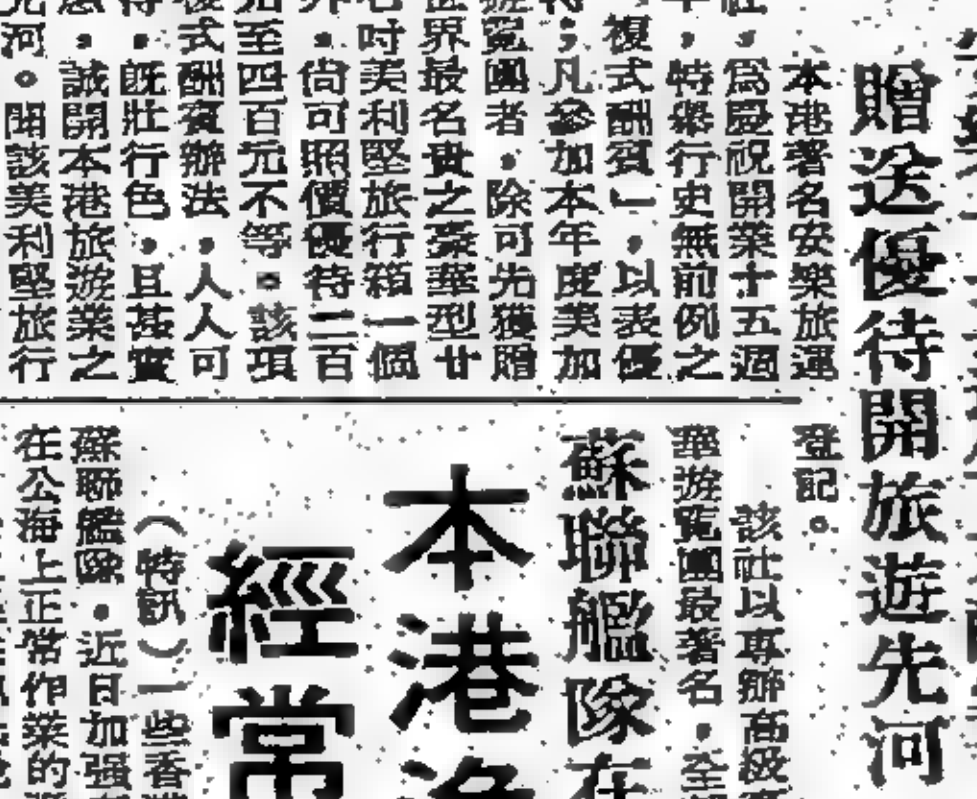 贈送優待開旅遊先河
本港著名安樂旅運
社
爲慶祝開業十五週
年
，特舉行史無前例之
複式酬賓」，以表優
待；凡參加本年度美加
遊覽團者，除可先獲贈
世界最名貴之豪華型廿
吋美利堅旅行箱一個
外，尚可照價優待二百
元至四百元不等。該項
複式酬賓辦法，人人可
得，旣壯行色，且甚實
，誠開本港旅游業之
先河。聞該美利堅旅行
登記。
該社以專辦高級
華遊覽團最著名，全
蘇聯艦隊在
本港漁
經常
（特訊）一些香港
蘇聯艦隊，近日加强
在公海上正常作業的